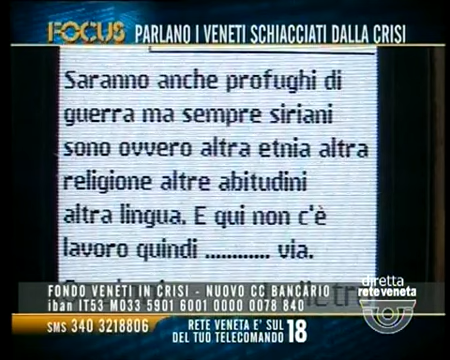 FOCUS PARLANO I VENETI SCHIACCIATI DALLA CRISI
Saranno anche profughi di
guerra ma sempre siriani
sono ovvero altra etnia altra
religione altre abitudini
altra lingua. E qui non c'è
lavoro quindi ............ via.
FONDO VENETI IN CRISI - NUOVO CC BANCARIO
iban IT53 M033 5901 6001 0000 0078 840
diretta
reteveneta
SMS 340 3218806
RETE VENETA E' SUL
DEL TUO TELECOMANDO 18